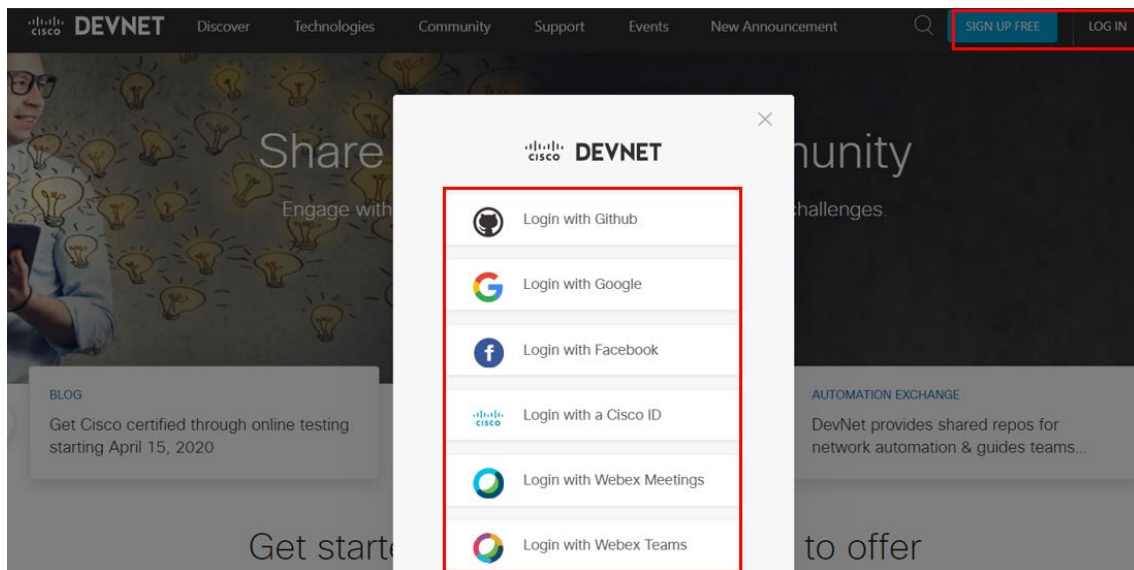 cisco DEVNET Discover Technologies Community Support Events New Announcement SIGN UP FREE LOG IN
cisco DEVNET
Share
unity
Engage with
challenges.
Login with Github
Login with Google
Login with Facebook
Login with a Cisco ID
Login with Webex Meetings
Login with Webex Teams
BLOG
Get Cisco certified through online testing
starting April 15, 2020
AUTOMATION EXCHANGE
DevNet provides shared repos for
network automation & guides teams...
Get start
to offer